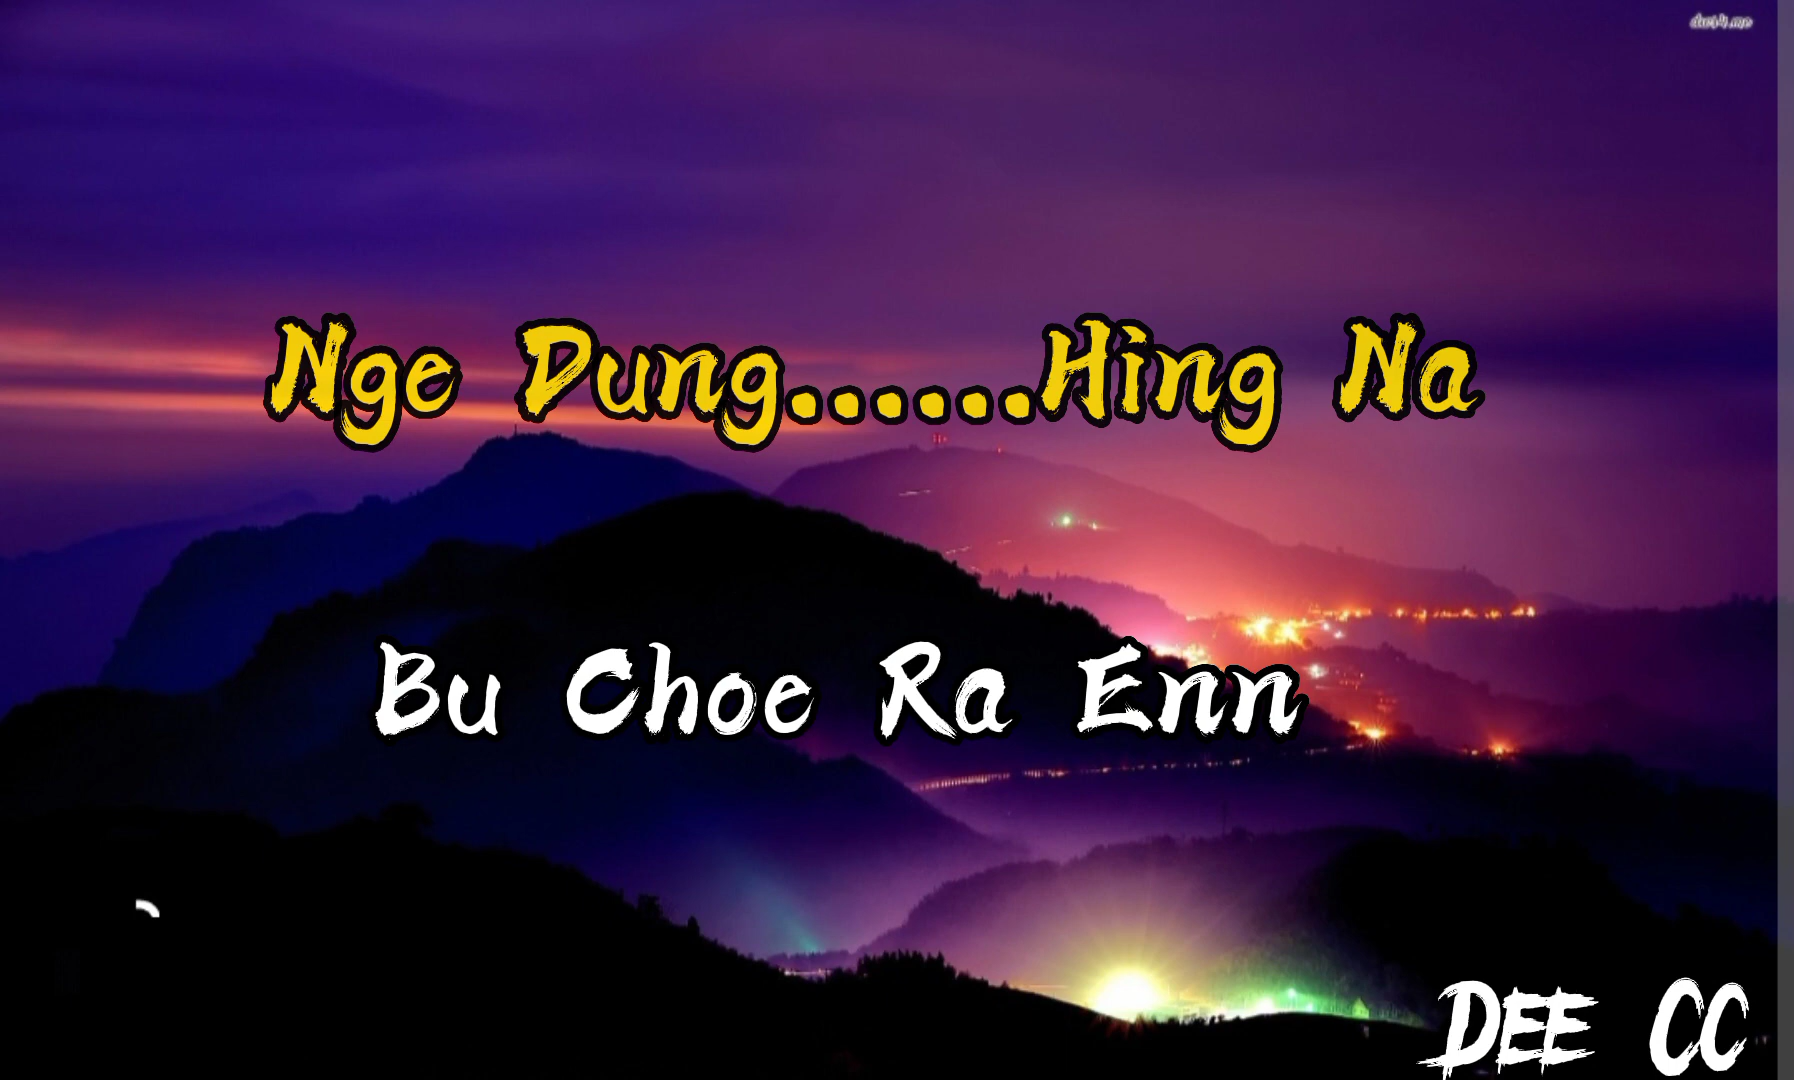 Nge Dung......Hing Na
Bu Choe Ra Enn
DEE CC